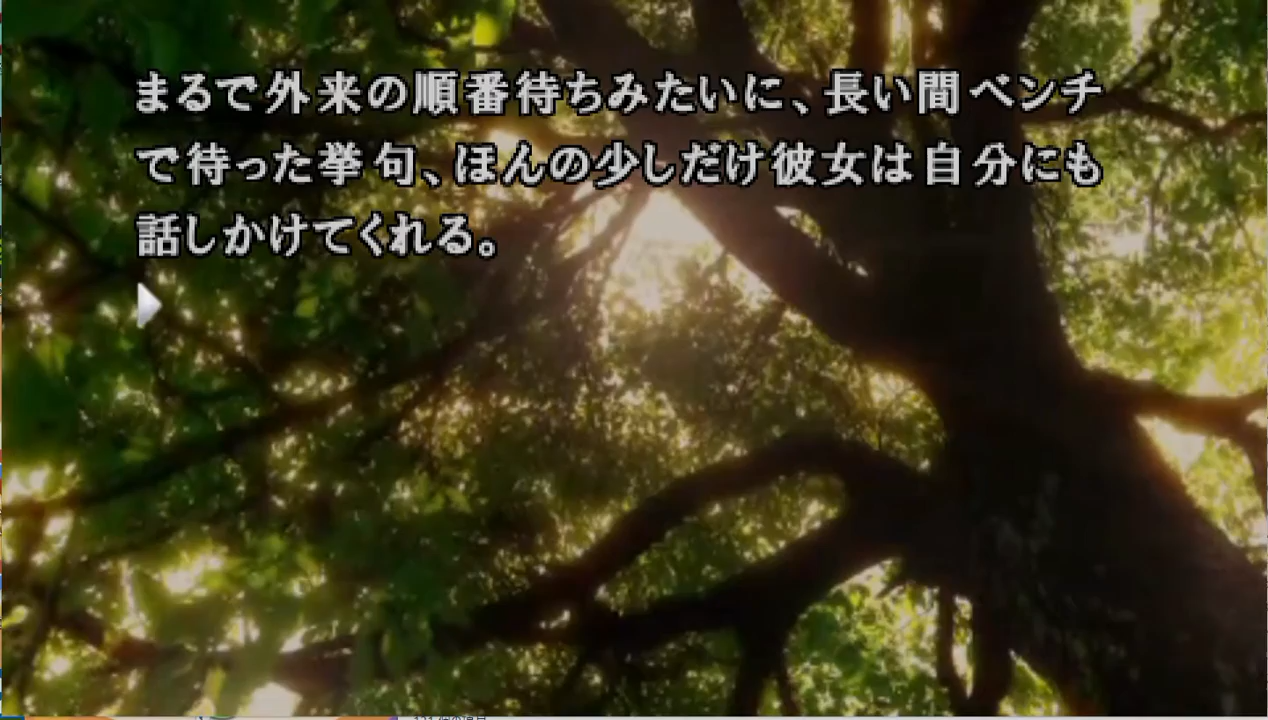 まるで外来の順番待ちみたいに、長い間ベンチ
で待った挙句、ほんの少しだけ彼女は自分にも
話しかけてくれる。